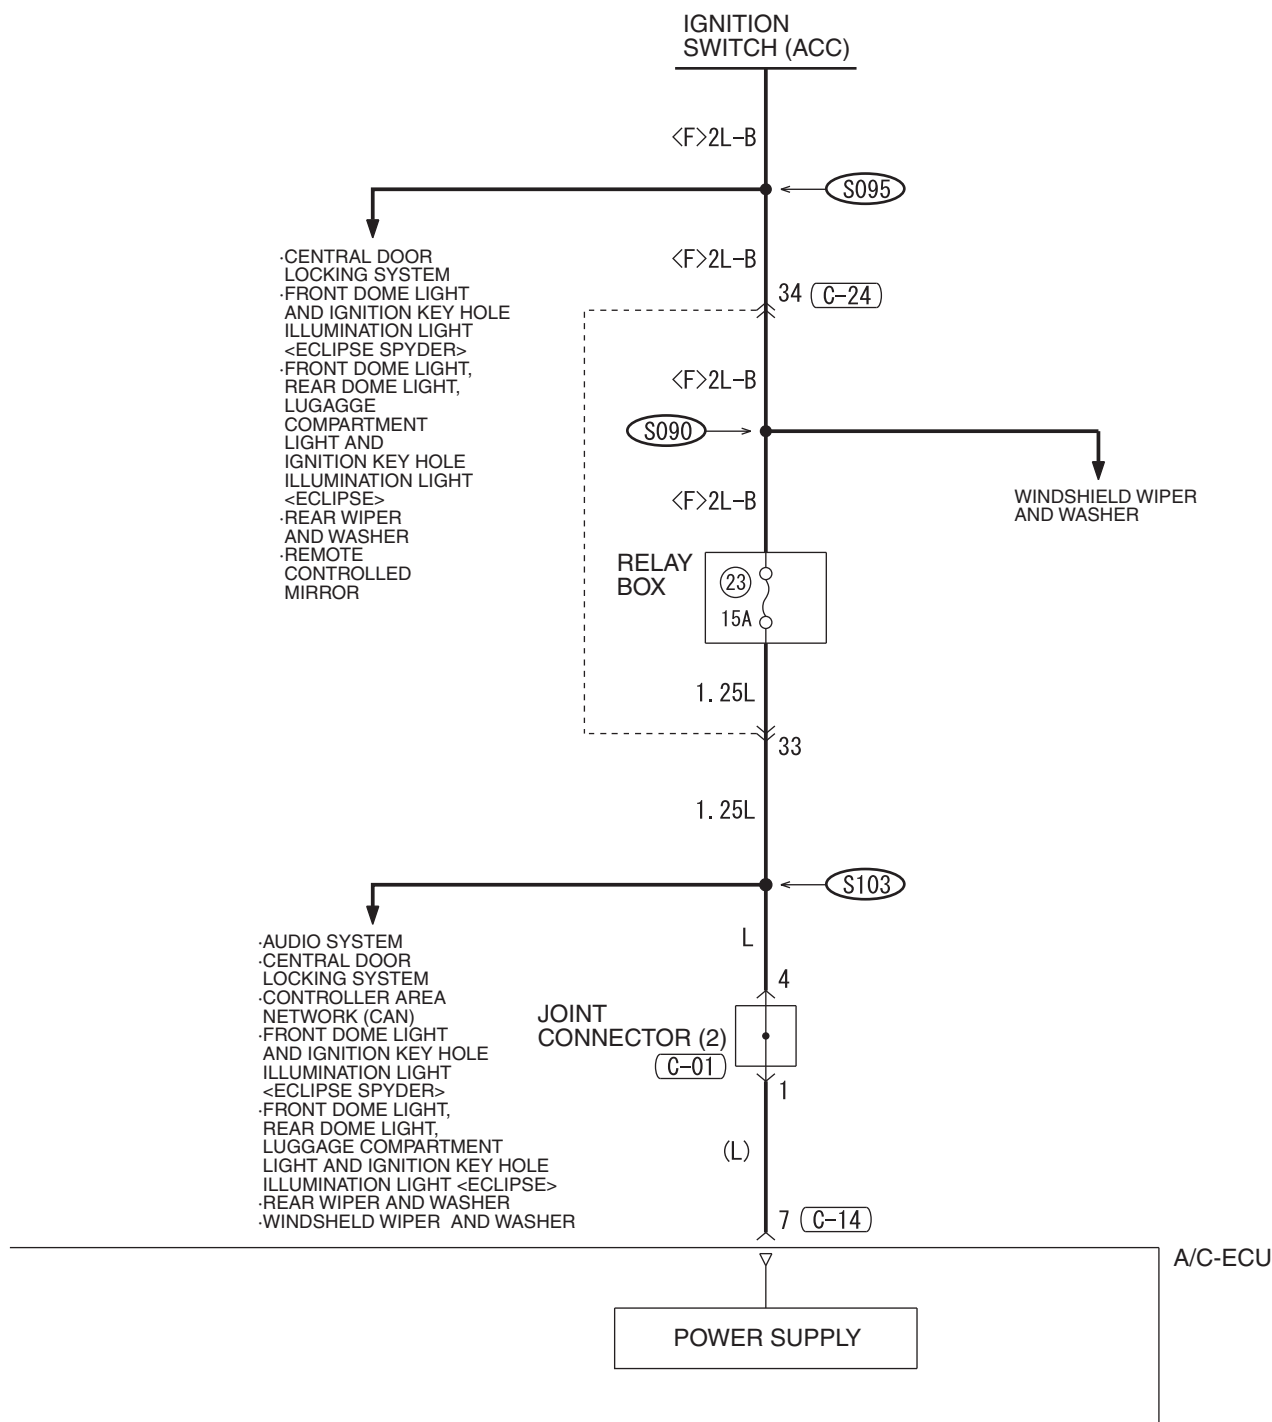 IGNITION
SWITCH (ACC)
<F>2L-B
S095
·CENTRAL DOOR
LOCKING SYSTEM
·FRONT DOME LIGHT
AND IGNITION KEY HOLE
ILLUMINATION LIGHT
<ECLIPSE SPYDER>
·FRONT DOME LIGHT,
REAR DOME LIGHT,
LUGAGGE
COMPARTMENT
LIGHT AND
IGNITION KEY HOLE
ILLUMINATION LIGHT
<ECLIPSE>
·REAR WIPER
AND WASHER
·REMOTE
CONTROLLED
MIRROR
<F>2L-B
34 C-24
<F>2L-B
S090
WINDSHIELD WIPER
AND WASHER
<F>2L-B
RELAY
BOX
23
15A
1.25L
33
1.25L
S103
·AUDIO SYSTEM
·CENTRAL DOOR
LOCKING SYSTEM
·CONTROLLER AREA
NETWORK (CAN)
·FRONT DOME LIGHT
AND IGNITION KEY HOLE
ILLUMINATION LIGHT
<ECLIPSE SPYDER>
·FRONT DOME LIGHT,
REAR DOME LIGHT,
LUGGAGE COMPARTMENT
LIGHT AND IGNITION KEY HOLE
ILLUMINATION LIGHT <ECLIPSE>
·REAR WIPER AND WASHER
·WINDSHELD WIPER AND WASHER
L
4
JOINT
CONNECTOR (2)
C-01
1
(L)
7 C-14
A/C-ECU
POWER SUPPLY